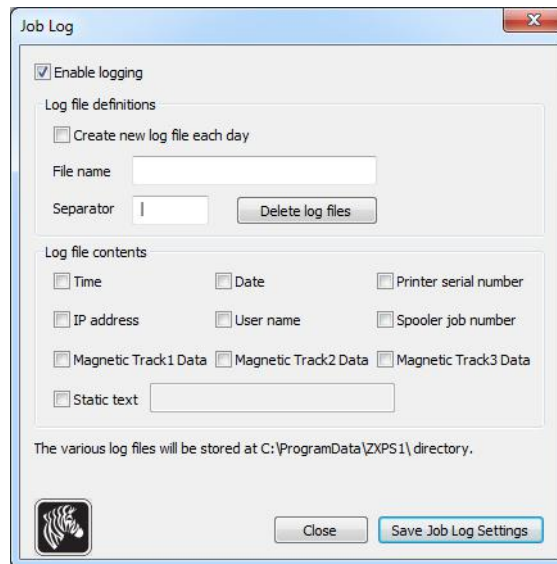 Job Log
Enable logging
Log file definitions
Create new log file each day
File name
Separator | Delete log files
Log file contents
Time Date Printer serial number
IP address User name Spooler job number
Magnetic Track1 Data Magnetic Track2 Data Magnetic Track3 Data
Static text
The various log files will be stored at C:\ProgramData\ZXPS1\ directory.
Close Save Job Log Settings